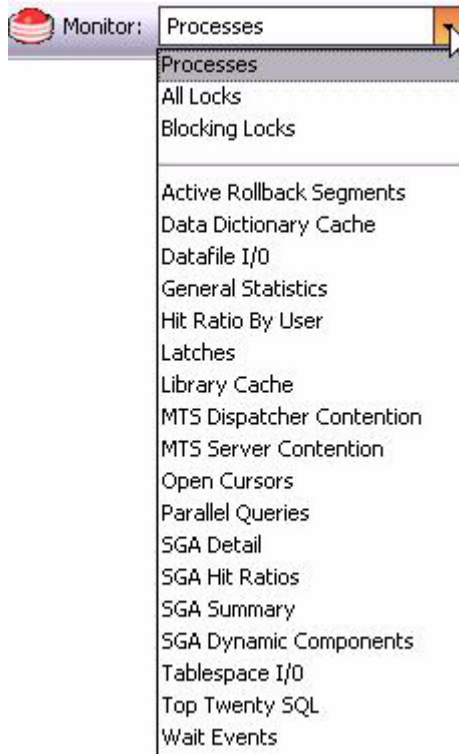 Monitor: Processes
Processes
All Locks
Blocking Locks
Active Rollback Segments
Data Dictionary Cache
Datafile I/O
General Statistics
Hit Ratio By User
Latches
Library Cache
MTS Dispatcher Contention
MTS Server Contention
Open Cursors
Parallel Queries
SGA Detail
SGA Hit Ratios
SGA Summary
SGA Dynamic Components
Tablespace I/O
Top Twenty SQL
Wait Events